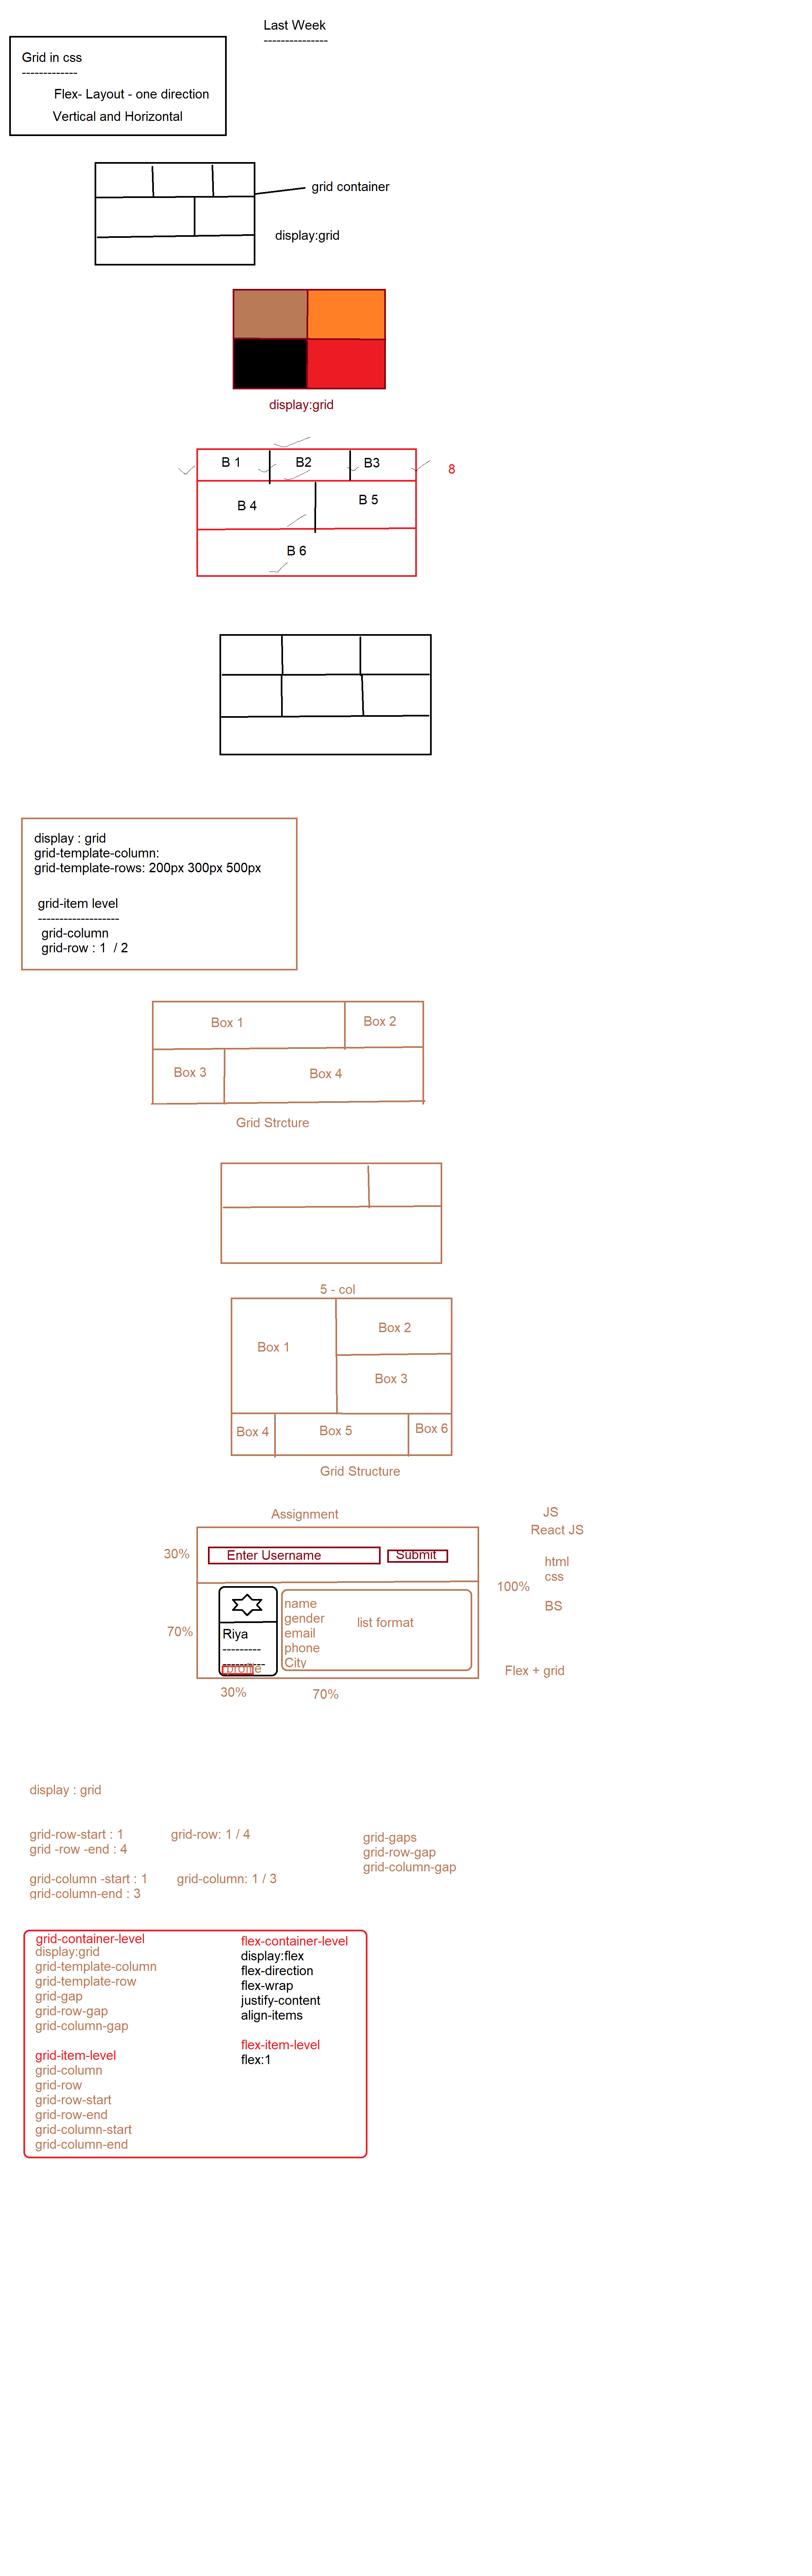 Last Week
---------------
Grid in css
-------------
Flex- Layout - one direction
Vertical and Horizontal
grid container
display:grid
display:grid
B 1
B2
B3
8
B 4
B 5
B 6
display : grid
grid-template-column:
grid-template-rows: 200px 300px 500px
grid-item level
-------------------
grid-column
grid-row : 1  / 2
Box 1
Box 2
Box 3
Box 4
Grid Strcture
5 - col
Box 1
Box 2
Box 3
Box 4
Box 5
Box 6
Grid Structure
Assignment
JS
React JS
html
css
BS
30%
Enter Username
Submit
100%
70%
Riya
---------
----------
profile
name
gender
email
phone
City
list format
Flex + grid
30%
70%
display : grid
grid-row-start : 1
grid -row -end : 4
grid-row: 1 / 4
grid-column -start : 1
grid-column-end : 3
grid-column: 1 / 3
grid-gaps
grid-row-gap
grid-column-gap
grid-container-level
display:grid
grid-template-column
grid-template-row
grid-gap
grid-row-gap
grid-column-gap
grid-item-level
grid-column
grid-row
grid-row-start
grid-row-end
grid-column-start
grid-column-end
flex-container-level
display:flex
flex-direction
flex-wrap
justify-content
align-items
flex-item-level
flex:1